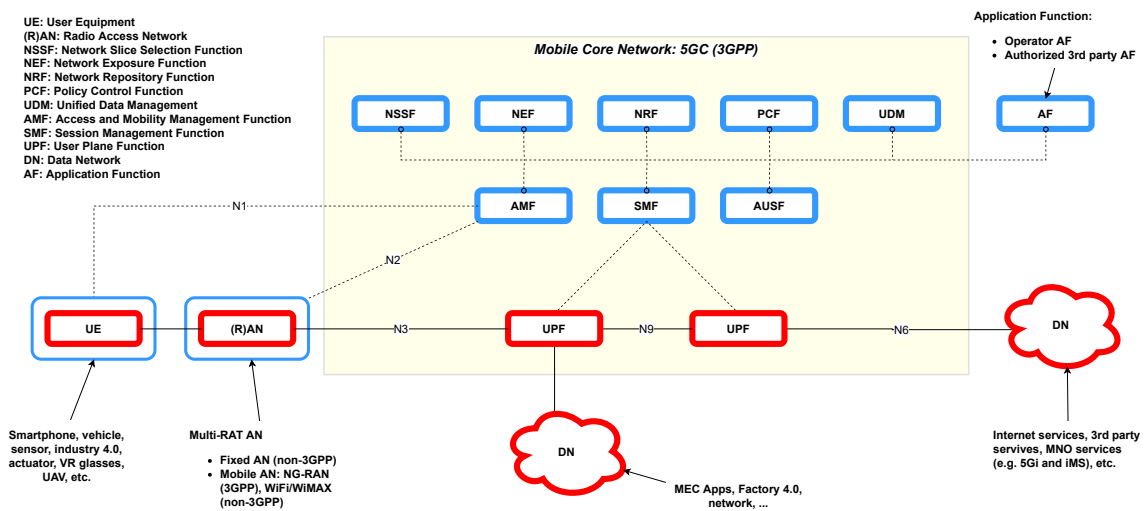 UE: User Equipment
(R)AN: Radio Access Network
NSSF: Network Slice Selection Function
NEF: Network Exposure Function
NRF: Network Repository Function
PCF: Policy Control Function
UDM: Unified Data Management
AMF: Access and Mobility Management Function
SMF: Session Management Function
UPF: User Plane Function
DN: Data Network
AF: Application Function
Mobile Core Network: 5GC (3GPP)
Application Function:
• Operator AF
• Authorized 3rd party AF
NSSF
NEF
NRF
PCF
UDM
AF
AMF
SMF
AUSF
N1
N2
UE
(R)AN
N3
UPF
N9
UPF
N6
DN
DN
Smartphone, vehicle,
sensor, industry 4.0,
actuator, VR glasses,
UAV, etc.
Multi-RAT AN
• Fixed AN (non-3GPP)
• Mobile AN: NG-RAN
(3GPP), WiFi/WiMAX
(non-3GPP)
MEC Apps, Factory 4.0,
network, ...
Internet services, 3rd party
servives, MNO services
(e.g. 5Gi and iMS), etc.